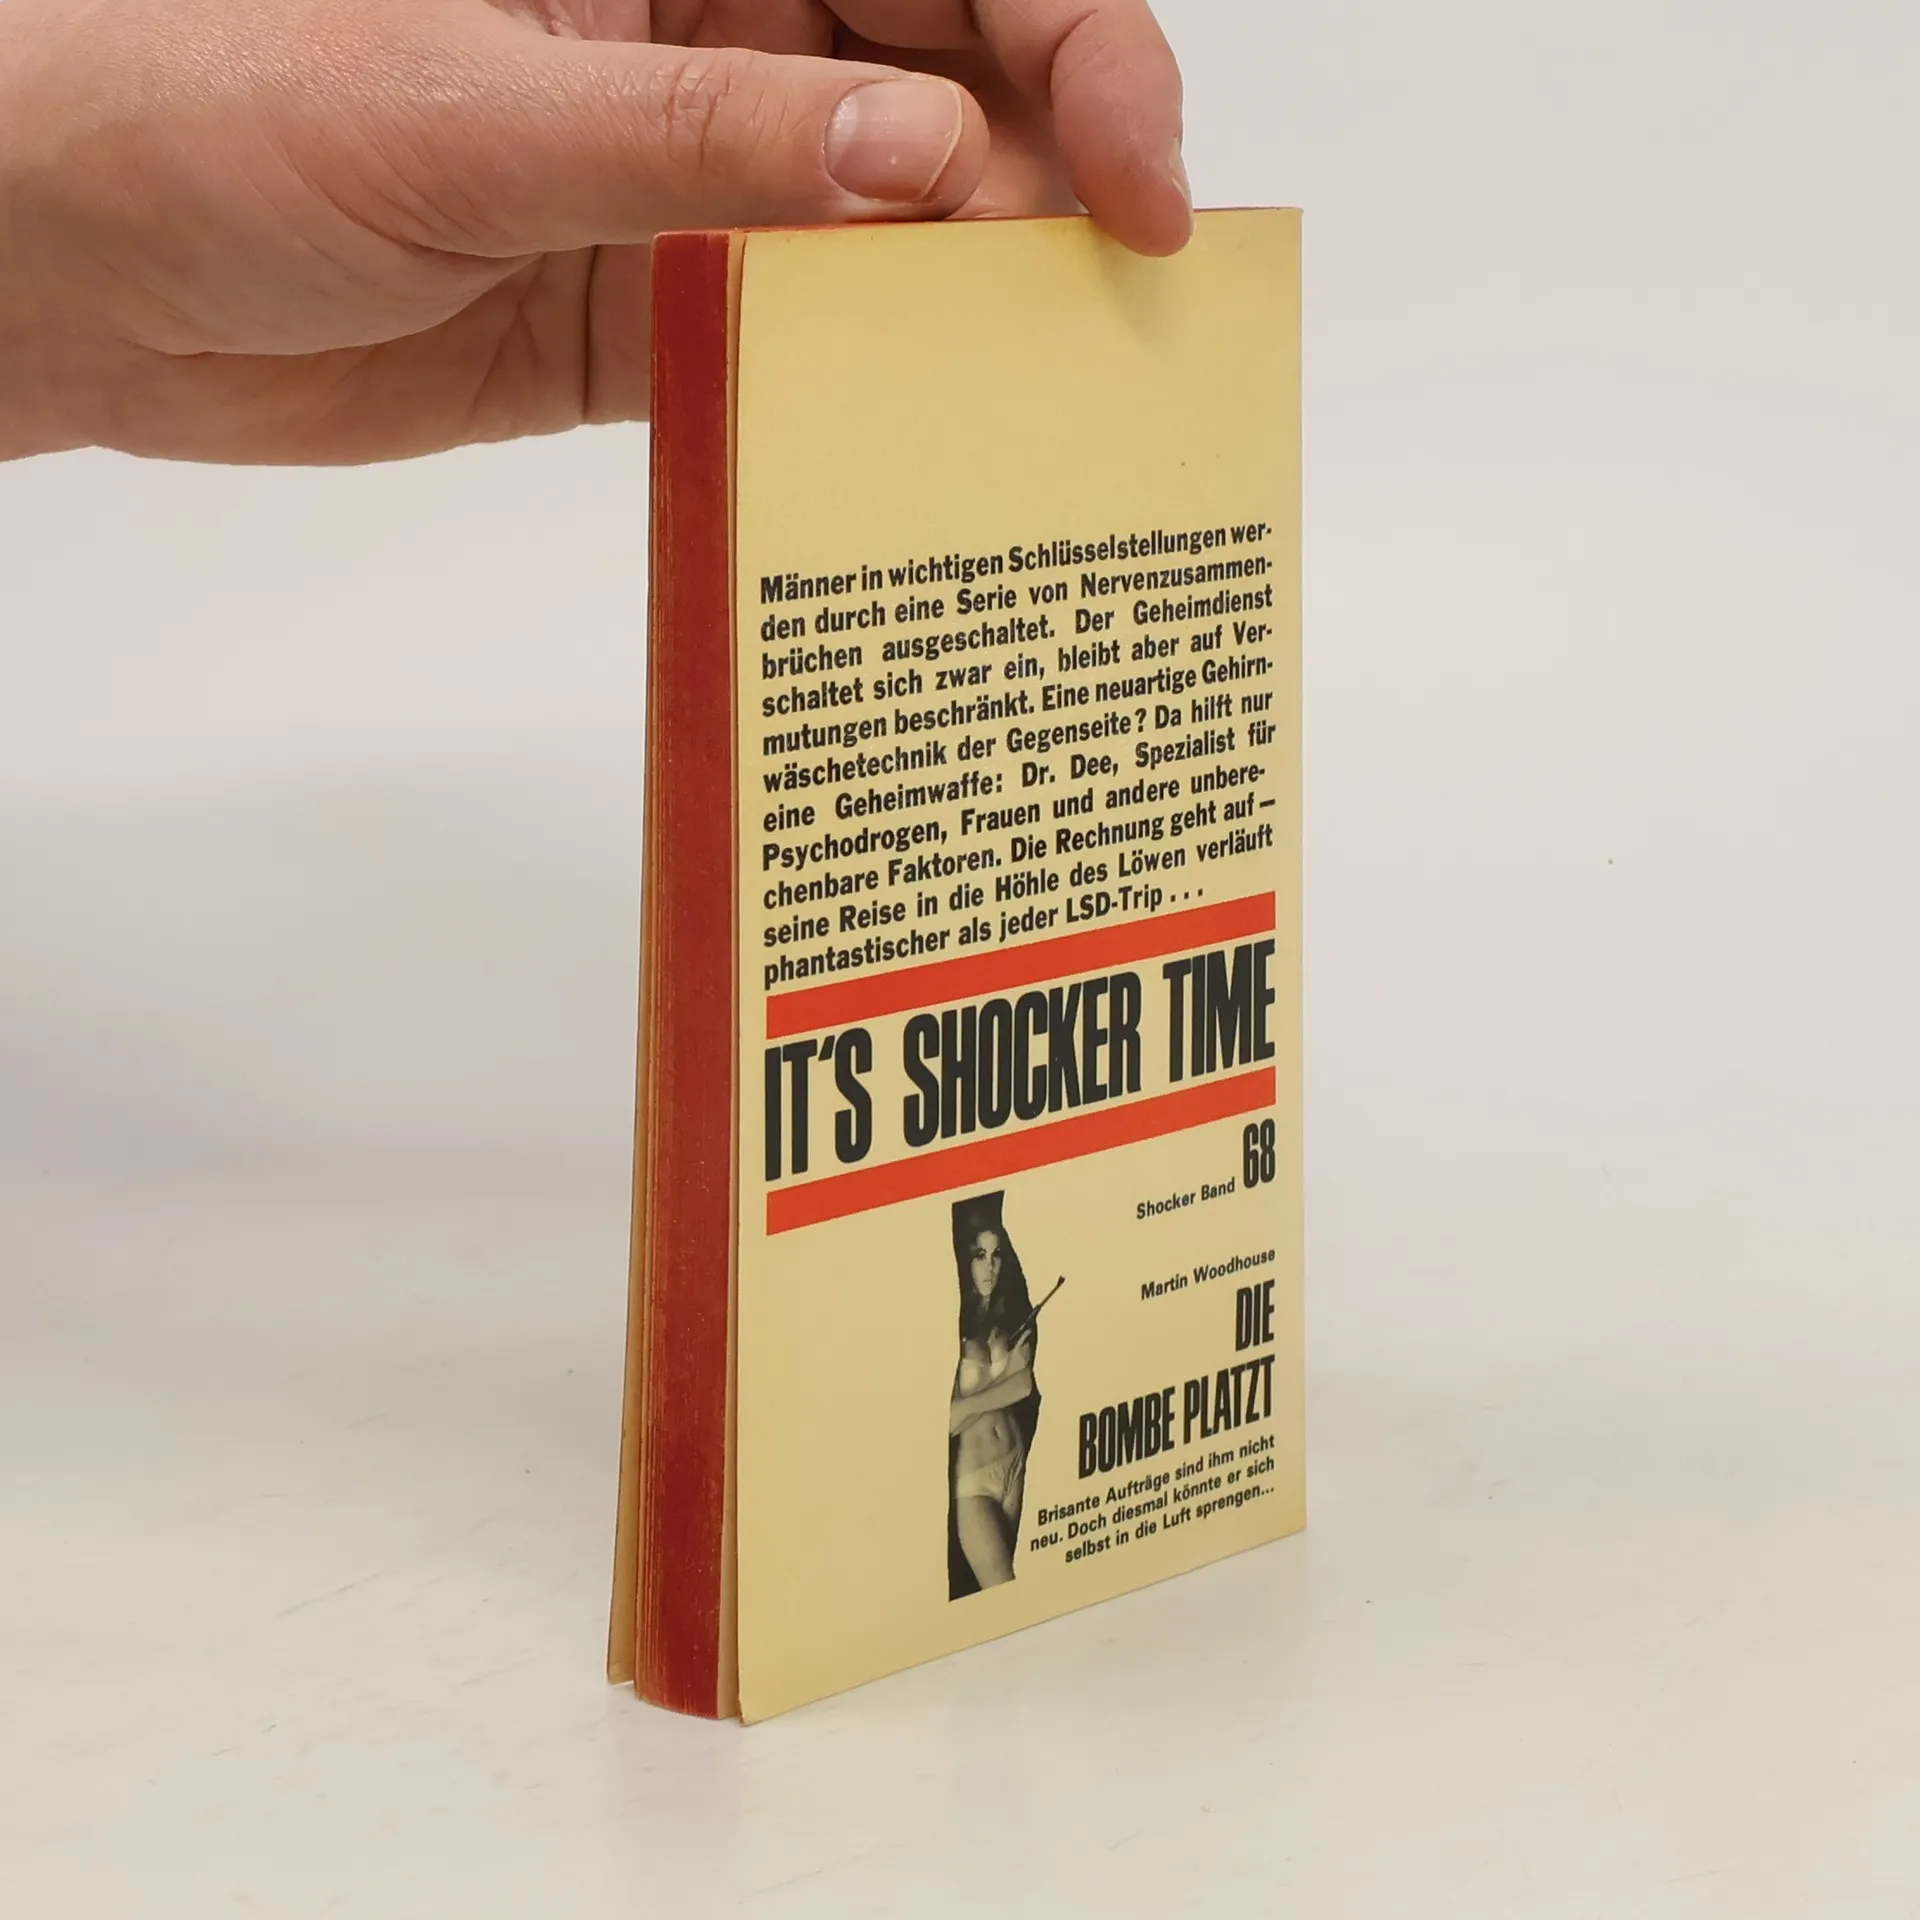 Männer in wichtigen Schlüsselstellungen wer-
den durch eine Serie von Nervenzusammen-
brüchen ausgeschaltet. Der Geheimdienst
schaltet sich zwar ein, bleibt aber auf Ver-
mutungen beschränkt. Eine neuartige Gehirn-
wäschetechnik der Gegenseite? Da hilft nur
eine Geheimwaffe: Dr. Dee, Spezialist für
Psychodrogen, Frauen und andere unbere-
chenbare Faktoren. Die Rechnung geht auf –
seine Reise in die Höhle des Löwen verläuft
phantastischer als jeder LSD-Trip . . .
IT'S SHOCKER TIME
Shocker Band 68
Martin Woodhouse
DIE
BOMBE PLATZT
Brisante Aufträge sind ihm nicht
neu. Doch diesmal könnte er sich
selbst in die Luft sprengen...